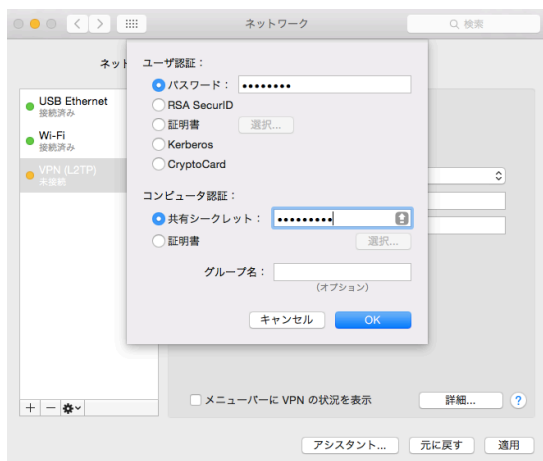 ネットワーク
検索
ネット
USB Ethernet
接続済み
Wi-Fi
接続済み
VPN (L2TP)
未接続
ユーザ認証：
パスワード： ••••••••
RSA SecurID
証明書 選択...
Kerberos
CryptoCard
コンピュータ認証：
共有シークレット： •••••••••
証明書 選択...
グループ名：
(オプション)
キャンセル OK
メニューバーに VPN の状況を表示 詳細... ?
アシスタント... 元に戻す 適用